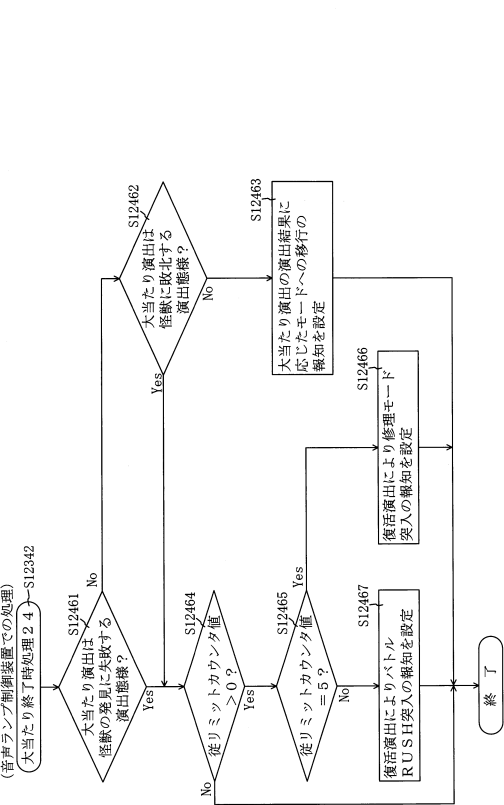 (音声ランプ制御装置での処理)
大当たり終了時処理24
S12342
S12461
大当たり演出は
怪獣の発見に失敗する
演出態様？
No
Yes
S12462
大当たり演出は
怪獣に敗北する
演出態様？
Yes
No
S12463
大当たり演出の演出結果に
応じたモードへの移行の
報知を設定
S12464
従リミットカウンタ値
＞0？
No
Yes
S12465
従リミットカウンタ値
＝5？
Yes
No
S12466
復活演出により修理モード
突入の報知を設定
S12467
復活演出によりバトル
RUSH突入の報知を設定
終 了